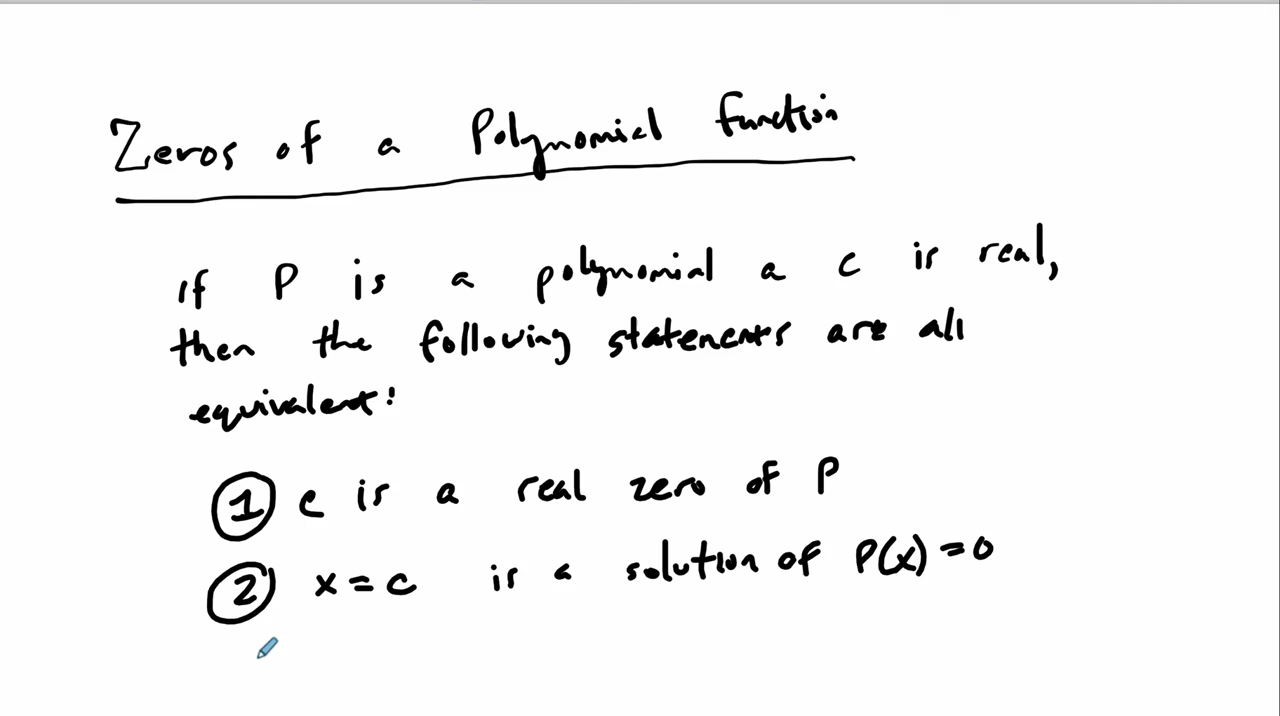 Zeros of a Polynomial function
If P is a polynomial a c is real,
then the following statements are all
equivalent:
1 c is a real zero of P
2 x = c is a solution of P(x) = 0